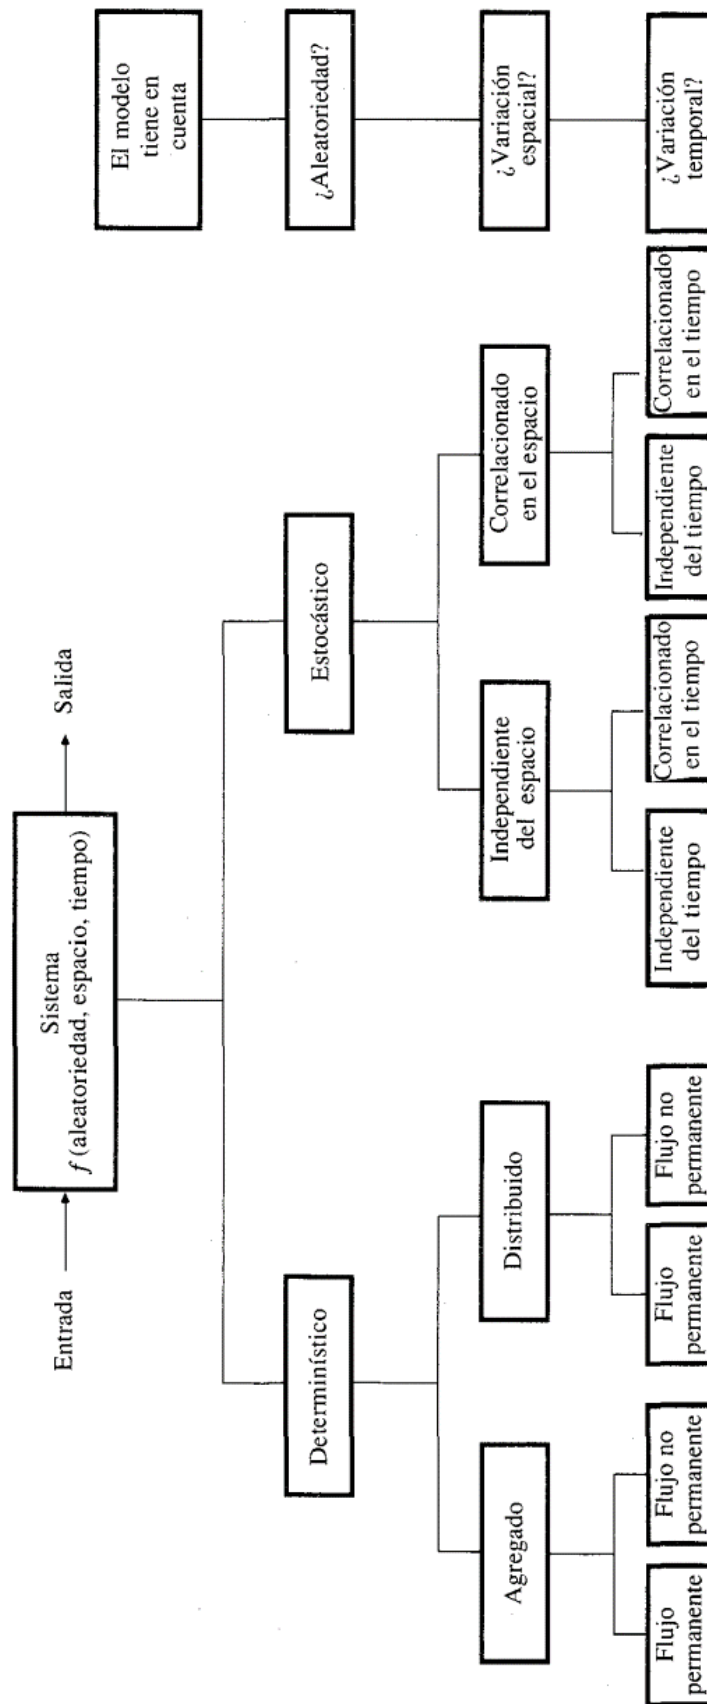 Entrada
Sistema
f (aleatoriedad, espacio, tiempo)
Salida
El modelo
tiene en
cuenta
Determinístico
Estocástico
¿Aleatoriedad?
Agregado
Distribuido
Independiente
del espacio
Correlacionado
en el espacio
¿Variación
espacial?
Flujo
permanente
Flujo no
permanente
Flujo
permanente
Flujo no
permanente
Independiente
del tiempo
Correlacionado
en el tiempo
Independiente
del tiempo
Correlacionado
en el tiempo
¿Variación
temporal?